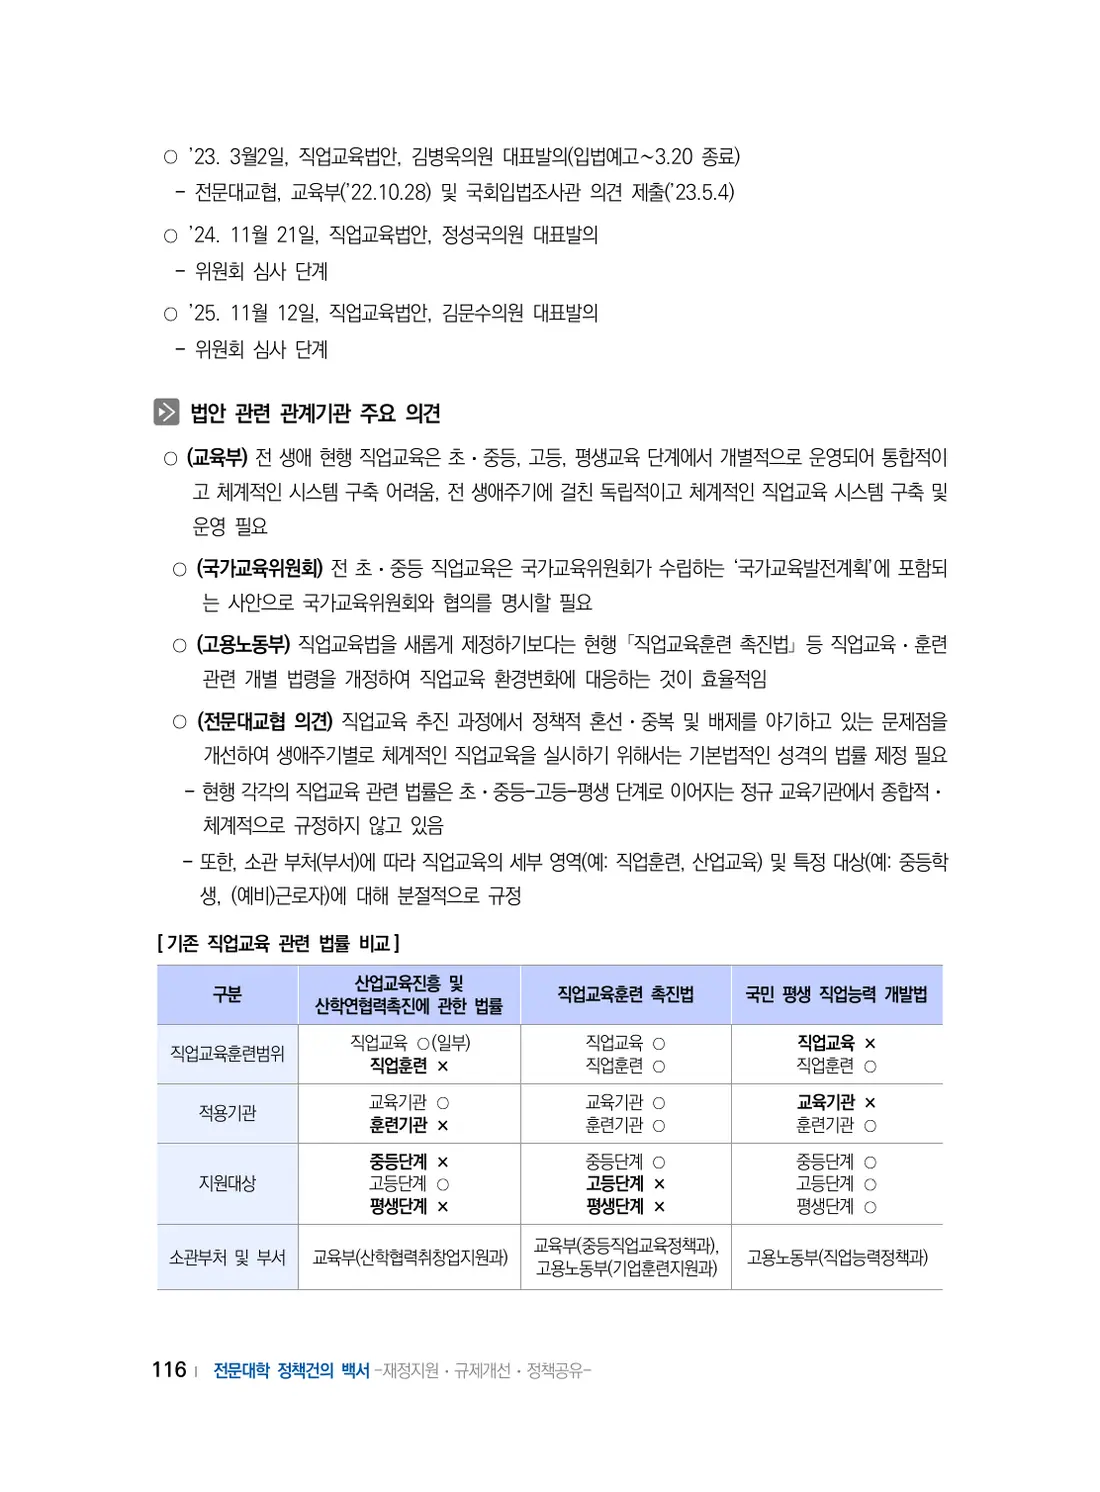 ○ ’23. 3월2일, 직업교육법안, 김병욱의원 대표발의(입법예고~3.20 종료)
- 전문대교협, 교육부(’22.10.28) 및 국회입법조사관 의견 제출(’23.5.4)
○ ’24. 11월 21일, 직업교육법안, 정성국의원 대표발의
- 위원회 심사 단계
○ ’25. 11월 12일, 직업교육법안, 김문수의원 대표발의
- 위원회 심사 단계
법안 관련 관계기관 주요 의견
○ (교육부) 전 생애 현행 직업교육은 초・중등, 고등, 평생교육 단계에서 개별적으로 운영되어 통합적이
고 체계적인 시스템 구축 어려움, 전 생애주기에 걸친 독립적이고 체계적인 직업교육 시스템 구축 및
운영 필요
○ (국가교육위원회) 전 초・중등 직업교육은 국가교육위원회가 수립하는 ‘국가교육발전계획’에 포함되
는 사안으로 국가교육위원회와 협의를 명시할 필요
○ (고용노동부) 직업교육법을 새롭게 제정하기보다는 현행「직업교육훈련 촉진법」등 직업교육・훈련
관련 개별 법령을 개정하여 직업교육 환경변화에 대응하는 것이 효율적임
○ (전문대교협 의견) 직업교육 추진 과정에서 정책적 혼선・중복 및 배제를 야기하고 있는 문제점을
개선하여 생애주기별로 체계적인 직업교육을 실시하기 위해서는 기본법적인 성격의 법률 제정 필요
- 현행 각각의 직업교육 관련 법률은 초・중등-고등-평생 단계로 이어지는 정규 교육기관에서 종합적・
체계적으로 규정하지 않고 있음
- 또한, 소관 부처(부서)에 따라 직업교육의 세부 영역(예: 직업훈련, 산업교육) 및 특정 대상(예: 중등학
생, (예비)근로자)에 대해 분절적으로 규정
[ 기존 직업교육 관련 법률 비교 ]
구분
산업교육진흥 및
산학연협력촉진에 관한 법률
직업교육훈련 촉진법
국민 평생 직업능력 개발법
직업교육훈련범위
직업교육 ○(일부)
직업훈련 ×
직업교육 ○
직업훈련 ○
직업교육 ×
직업훈련 ○
적용기관
교육기관 ○
훈련기관 ×
교육기관 ○
훈련기관 ○
교육기관 ×
훈련기관 ○
지원대상
중등단계 ×
고등단계 ○
평생단계 ×
중등단계 ○
고등단계 ×
평생단계 ×
중등단계 ○
고등단계 ○
평생단계 ○
소관부처 및 부서
교육부(산학협력취창업지원과)
교육부(중등직업교육정책과),
고용노동부(기업훈련지원과)
고용노동부(직업능력정책과)
116 | 전문대학 정책건의 백서 -재정지원・규제개선・정책공유-